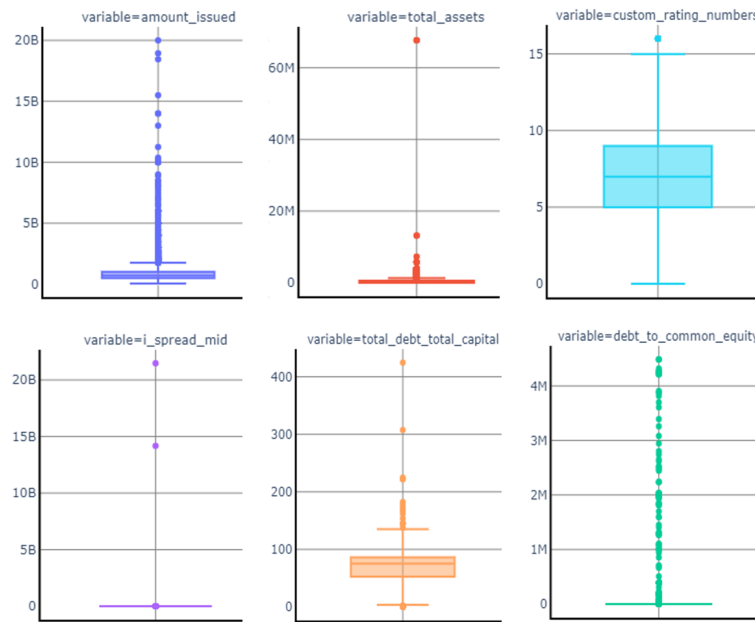 variable=amount_issued
20B
15B
10B
5B
0
variable=total_assets
60M
40M
20M
0
variable=custom_rating_numbers
15
10
5
0
variable=i_spread_mid
20B
15B
10B
5B
0
variable=total_debt_total_capital
400
300
200
100
0
variable=debt_to_common_equity
4M
3M
2M
1M
0